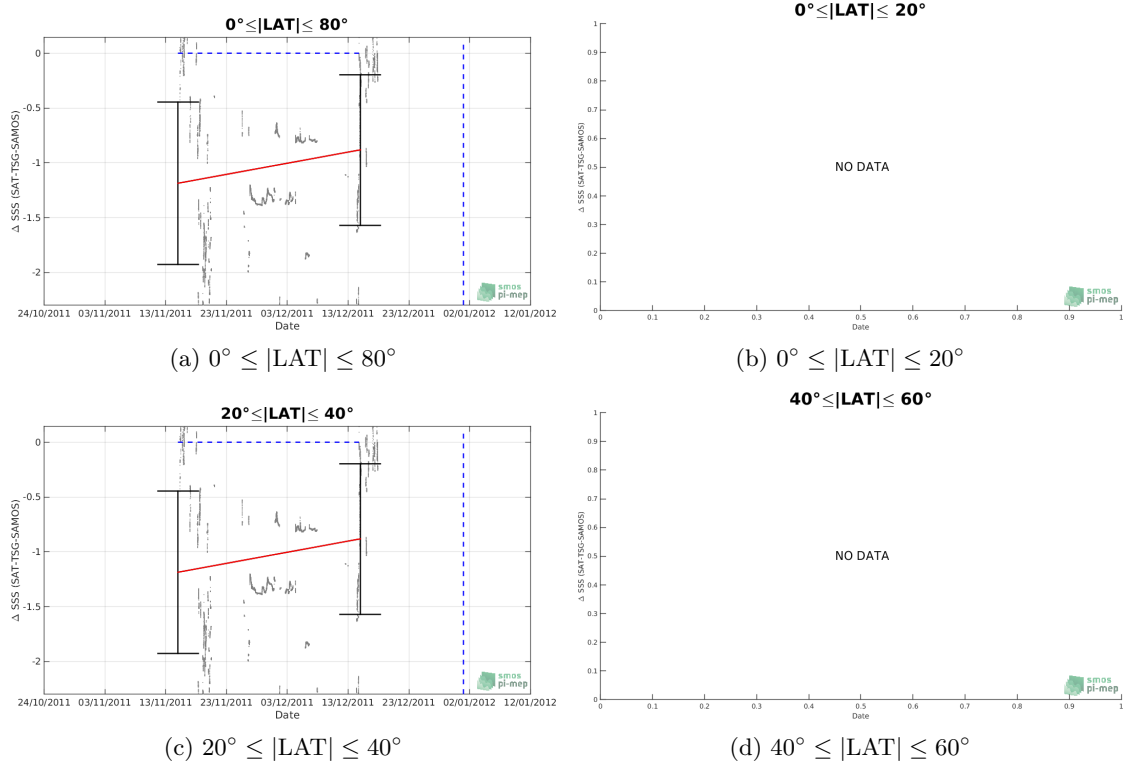 0°≤|LAT|≤ 80°
0
-0.5
-1
-1.5
-2
Δ SSS (SAT-TSG-SAMOS)
24/10/2011 03/11/2011 13/11/2011 23/11/2011 03/12/2011 13/12/2011 23/12/2011 02/01/2012 12/01/2012
Date
smos
pi-mep
(a) 0° ≤ |LAT| ≤ 80°
0°≤|LAT|≤ 20°
1
0.9
0.8
0.7
0.6
0.5
0.4
0.3
0.2
0.1
0
Δ SSS (SAT-TSG-SAMOS)
NO DATA
0 0.1 0.2 0.3 0.4 0.5 0.6 0.7 0.8 0.9 1
Date
smos
pi-mep
(b) 0° ≤ |LAT| ≤ 20°
20°≤|LAT|≤ 40°
0
-0.5
-1
-1.5
-2
Δ SSS (SAT-TSG-SAMOS)
24/10/2011 03/11/2011 13/11/2011 23/11/2011 03/12/2011 13/12/2011 23/12/2011 02/01/2012 12/01/2012
Date
smos
pi-mep
(c) 20° ≤ |LAT| ≤ 40°
40°≤|LAT|≤ 60°
1
0.9
0.8
0.7
0.6
0.5
0.4
0.3
0.2
0.1
0
Δ SSS (SAT-TSG-SAMOS)
NO DATA
0 0.1 0.2 0.3 0.4 0.5 0.6 0.7 0.8 0.9 1
Date
smos
pi-mep
(d) 40° ≤ |LAT| ≤ 60°